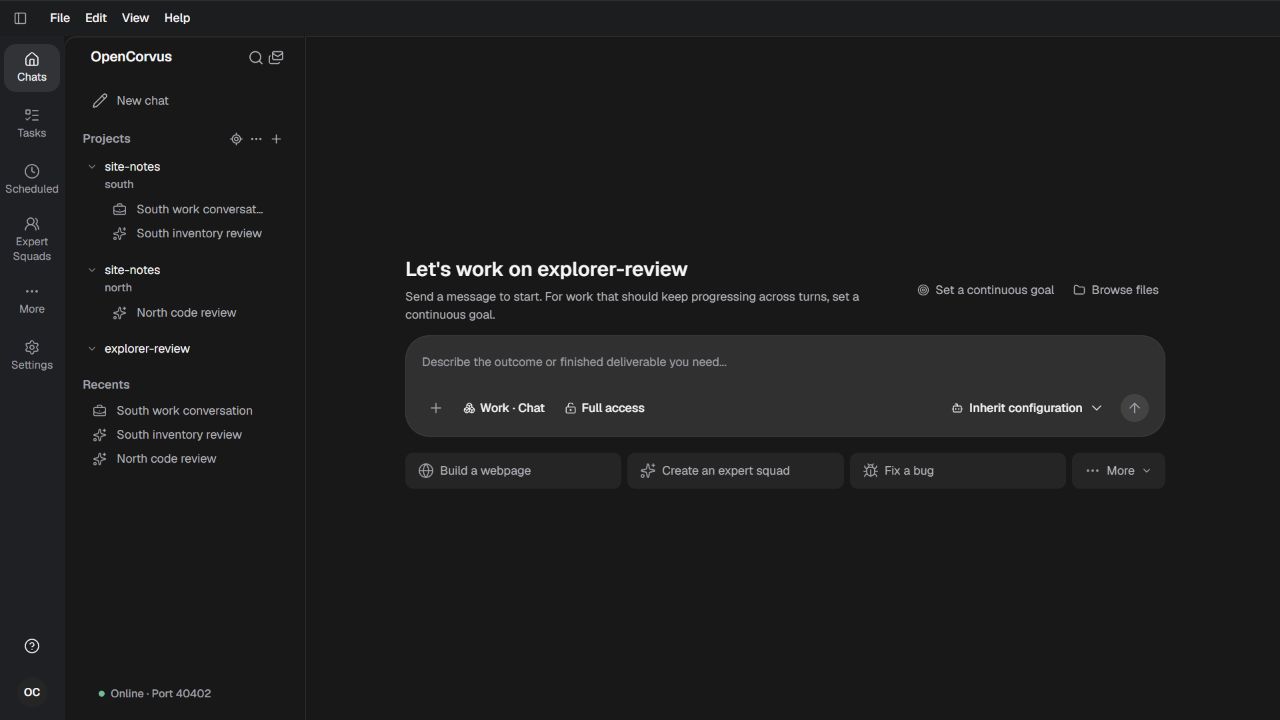 File Edit View Help
Chats
Tasks
Scheduled
Expert
Squads
More
Settings
OC
OpenCorvus
New chat
Projects
site-notes
south
South work conversat...
South inventory review
site-notes
north
North code review
explorer-review
Recents
South work conversation
South inventory review
North code review
Online · Port 40402
Let's work on explorer-review
Send a message to start. For work that should keep progressing across turns, set a
continuous goal.
Set a continuous goal Browse files
Describe the outcome or finished deliverable you need...
Work · Chat Full access Inherit configuration
Build a webpage Create an expert squad Fix a bug More